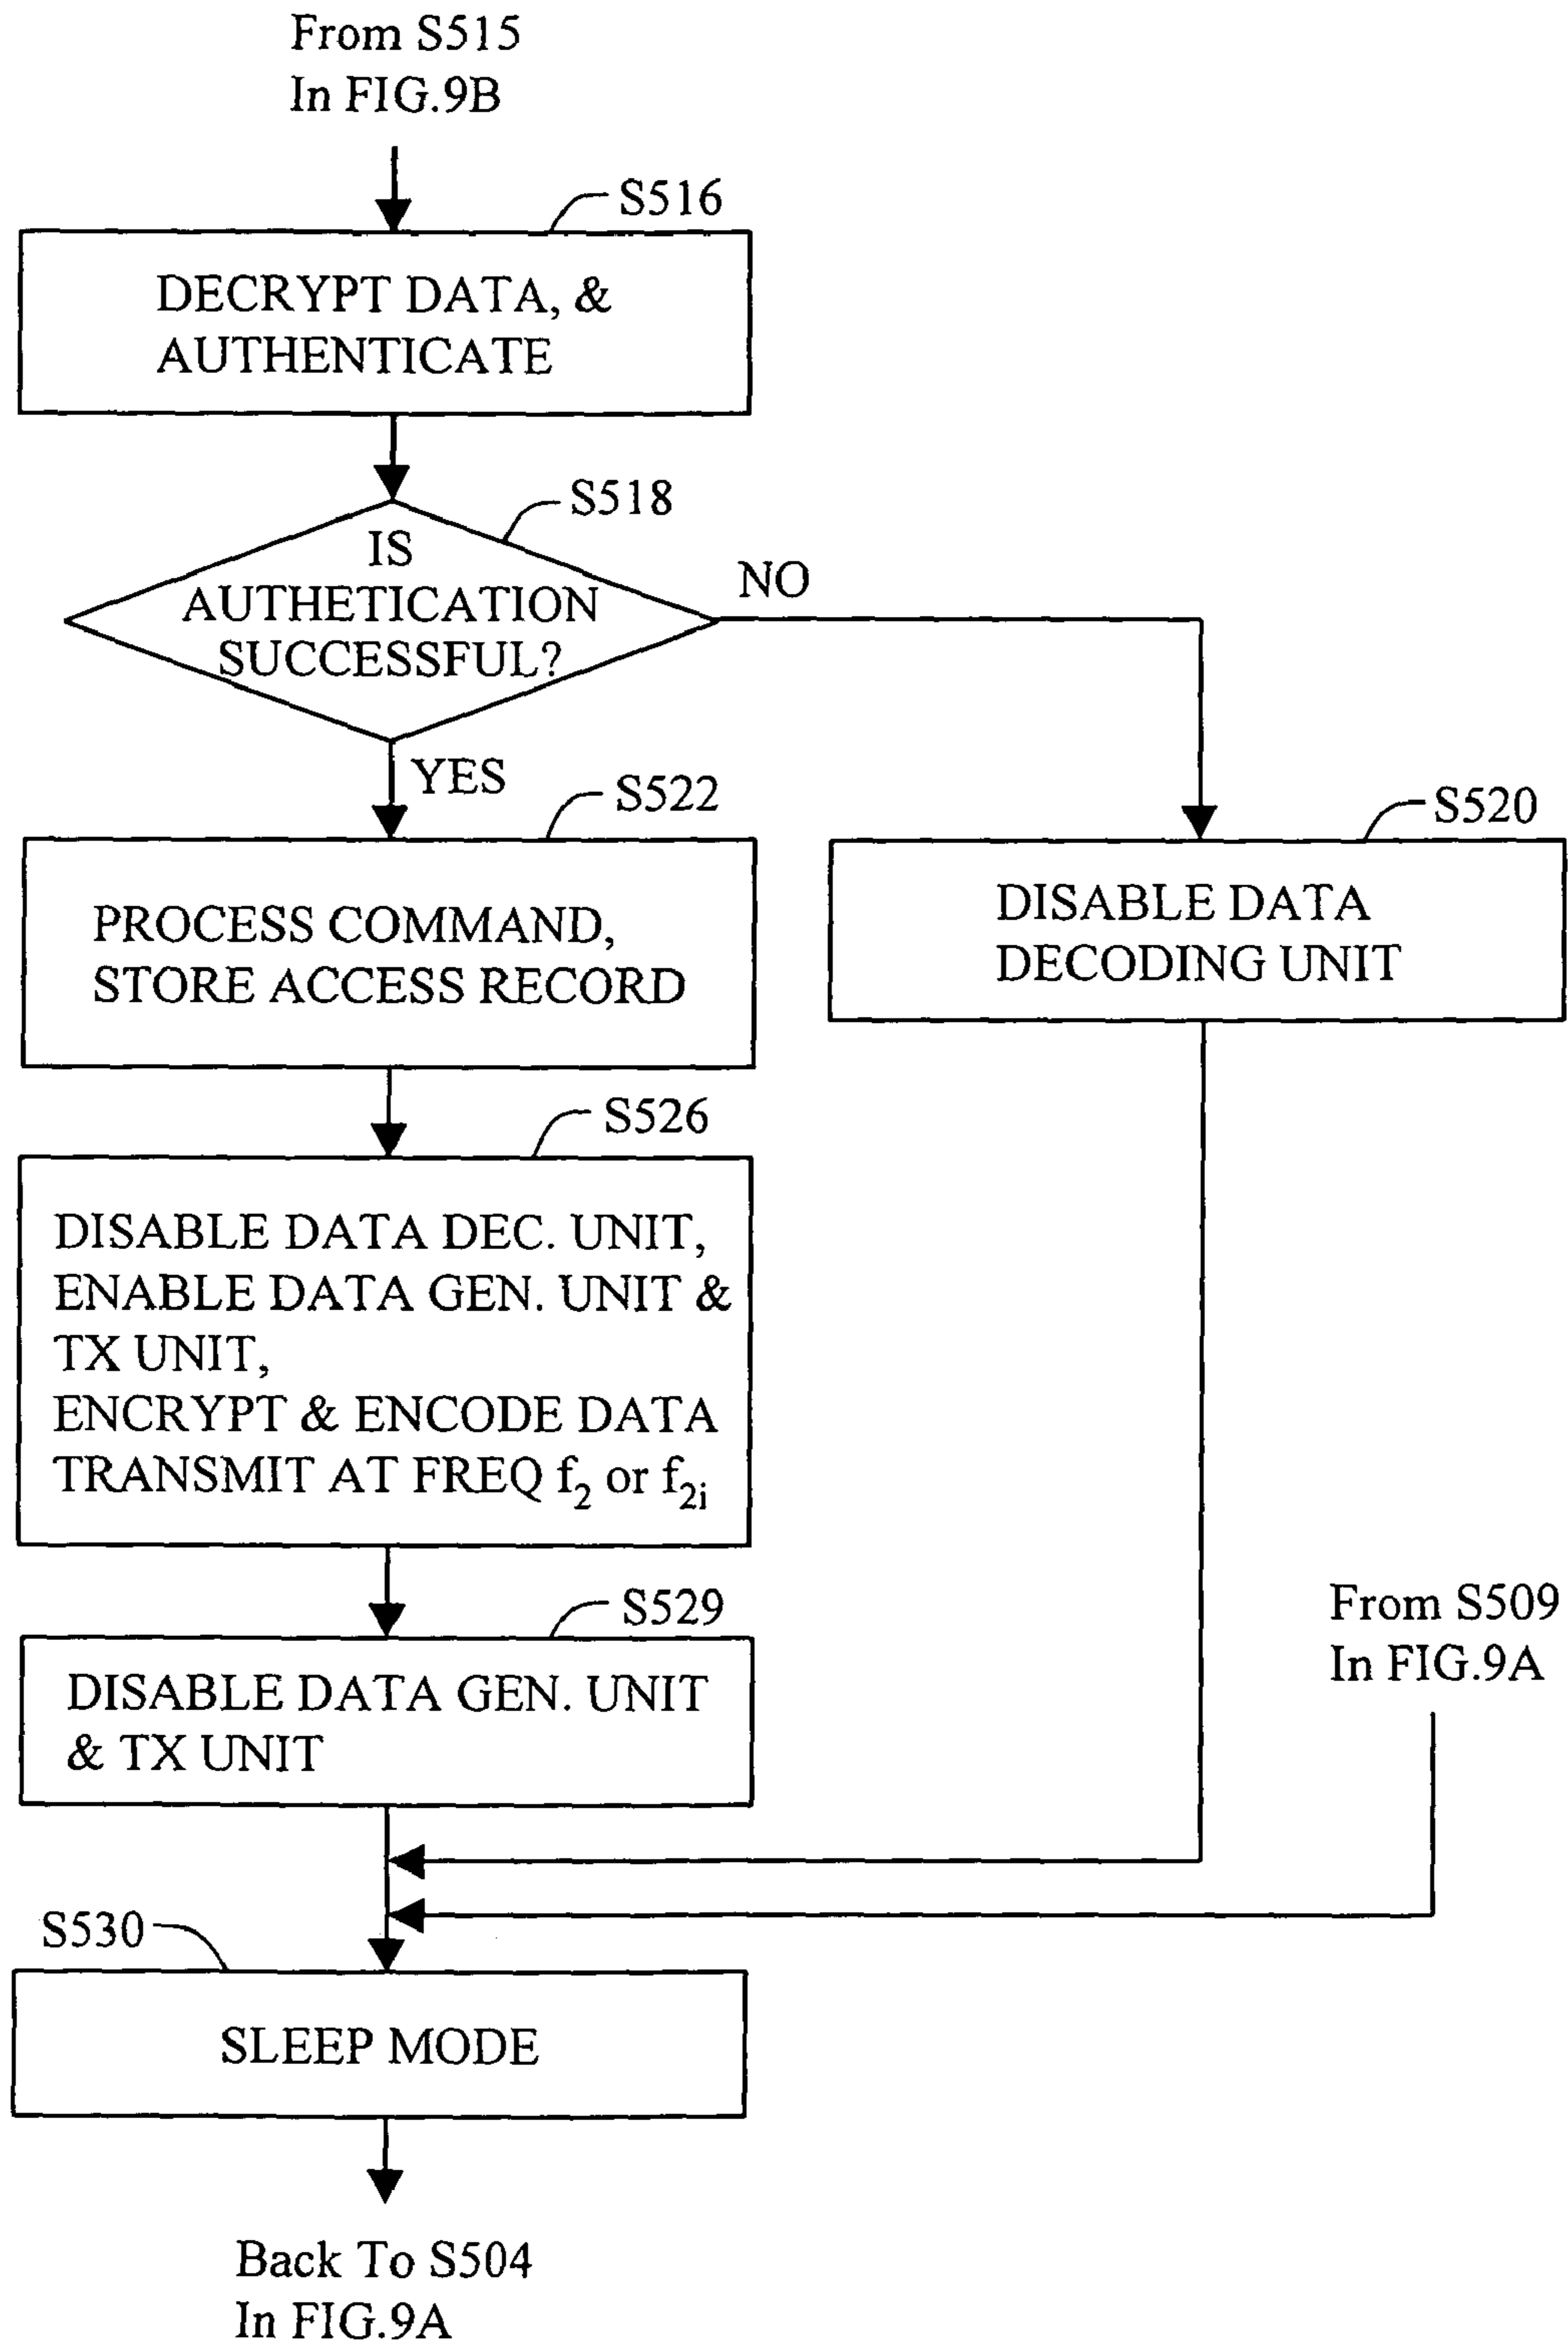 From S515
In FIG.9B
S516
DECRYPT DATA, &
AUTHENTICATE
S518
IS
AUTHETICATION
SUCCESSFUL?
NO
YES
S522
PROCESS COMMAND,
STORE ACCESS RECORD
S520
DISABLE DATA
DECODING UNIT
S526
DISABLE DATA DEC. UNIT,
ENABLE DATA GEN. UNIT &
TX UNIT,
ENCRYPT & ENCODE DATA
TRANSMIT AT FREQ f2 or f2i
S529
DISABLE DATA GEN. UNIT
& TX UNIT
From S509
In FIG.9A
S530
SLEEP MODE
Back To S504
In FIG.9A